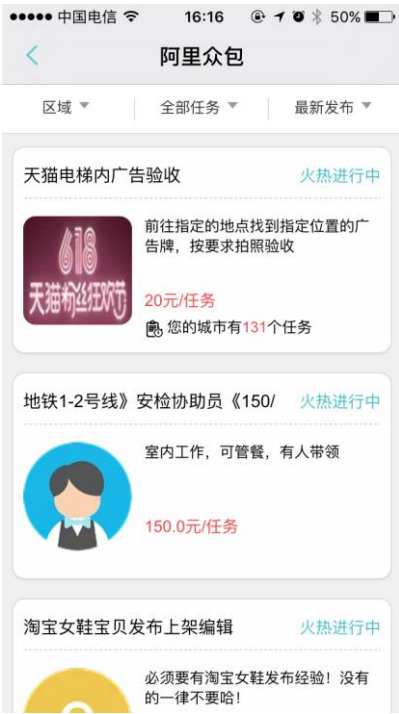 中国电信 16:16 50%
阿里众包
区域 全部任务 最新发布
天猫电梯内广告验收 火热进行中
618
天猫粉丝狂欢节
前往指定的地点找到指定位置的广
告牌，按要求拍照验收
20元/任务
您的城市有131个任务
地铁1-2号线》安检协助员《150/ 火热进行中
室内工作，可管餐，有人带领
150.0元/任务
淘宝女鞋宝贝发布上架编辑 火热进行中
必须要有淘宝女鞋发布经验！没有
的一律不要哈！